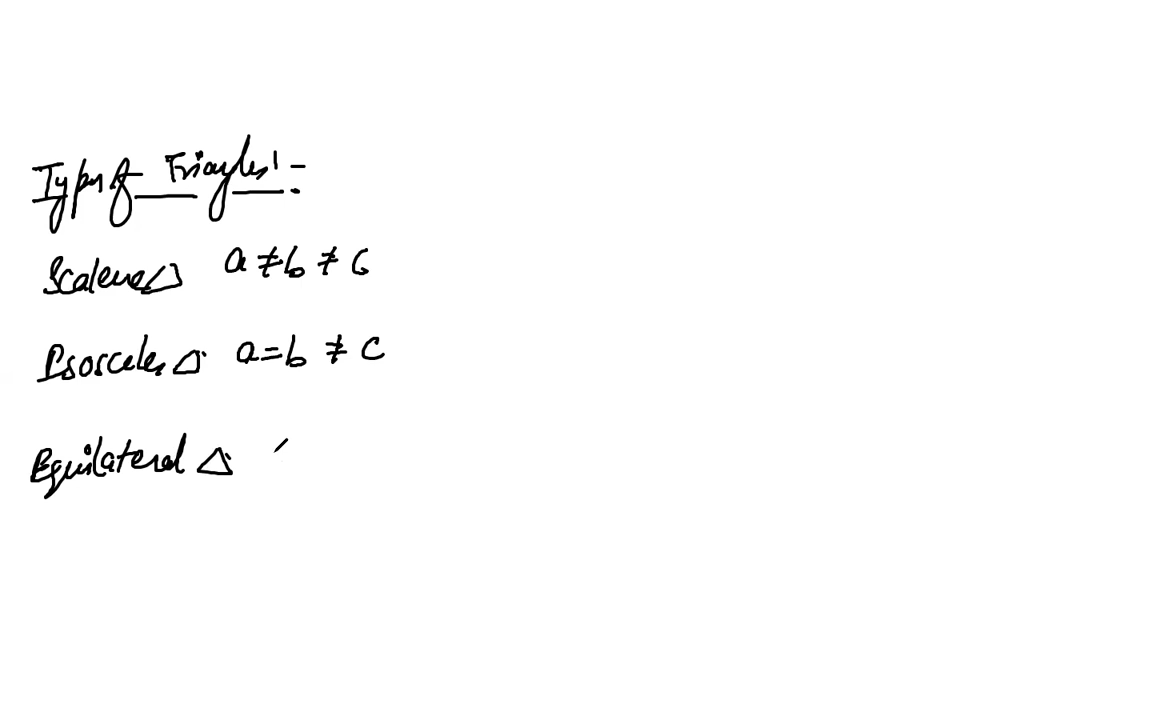 Types of Triangles:-
Scalene △ a ≠ b ≠ c
Isosceles △ a = b ≠ c
Equilateral △